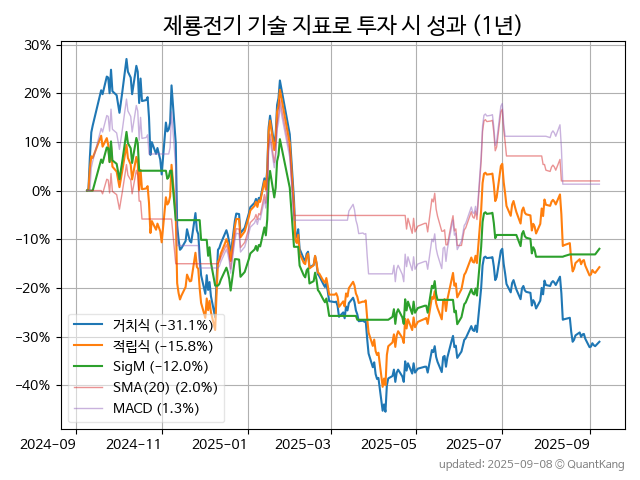 제룡전기 기술 지표로 투자 시 성과 (1년)
30%
20%
10%
0%
−10%
−20%
−30%
−40%
거치식 (−31.1%)
적립식 (−15.8%)
SigM (−12.0%)
SMA(20) (2.0%)
MACD (1.3%)
2024-09
2024-11
2025-01
2025-03
2025-05
2025-07
2025-09
updated: 2025-09-08 © QuantKang